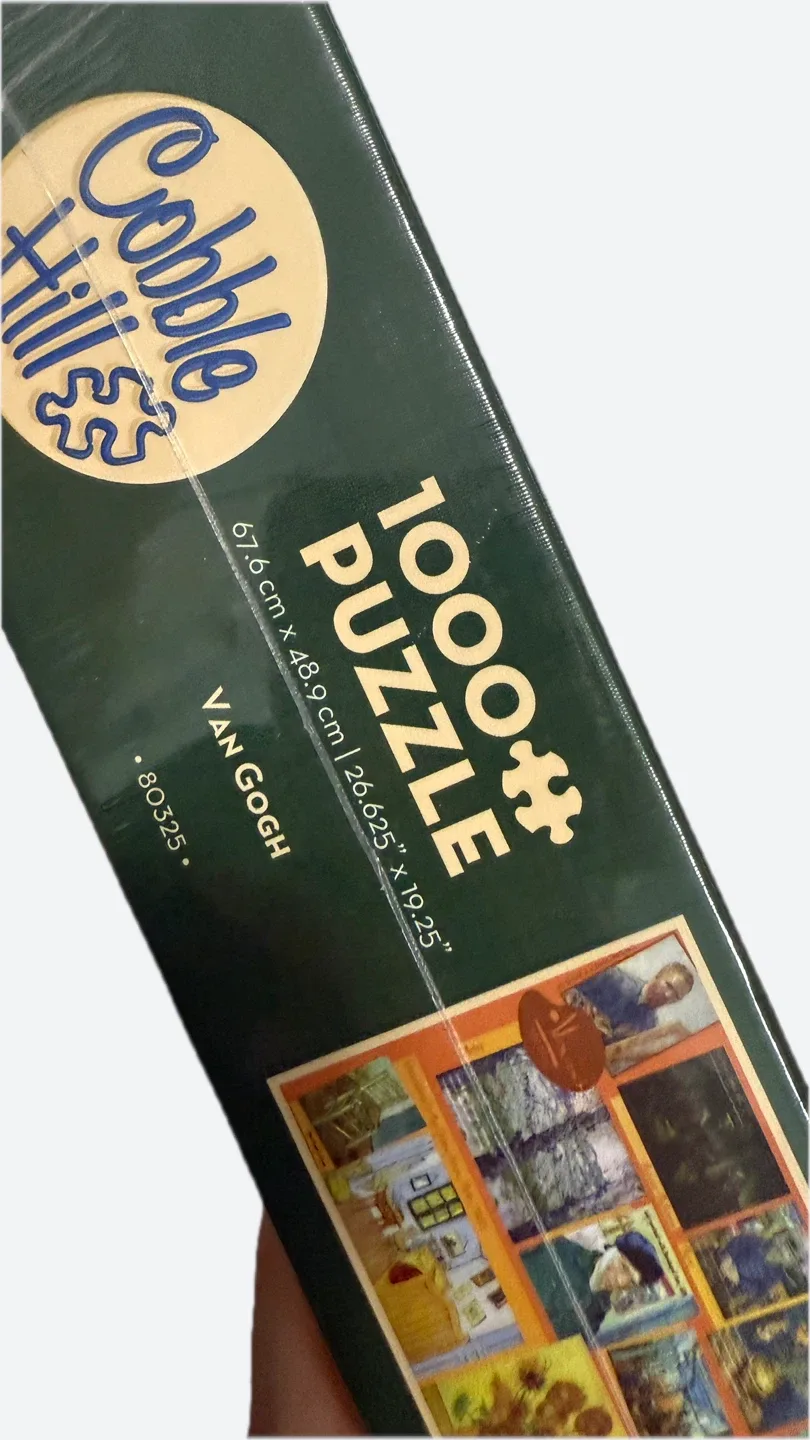 Cobble
Hill
1000
PUZZLE
67.6 cm x 48.9 cm | 26.625” x 19.25”
VAN GOGH
• 80325 •